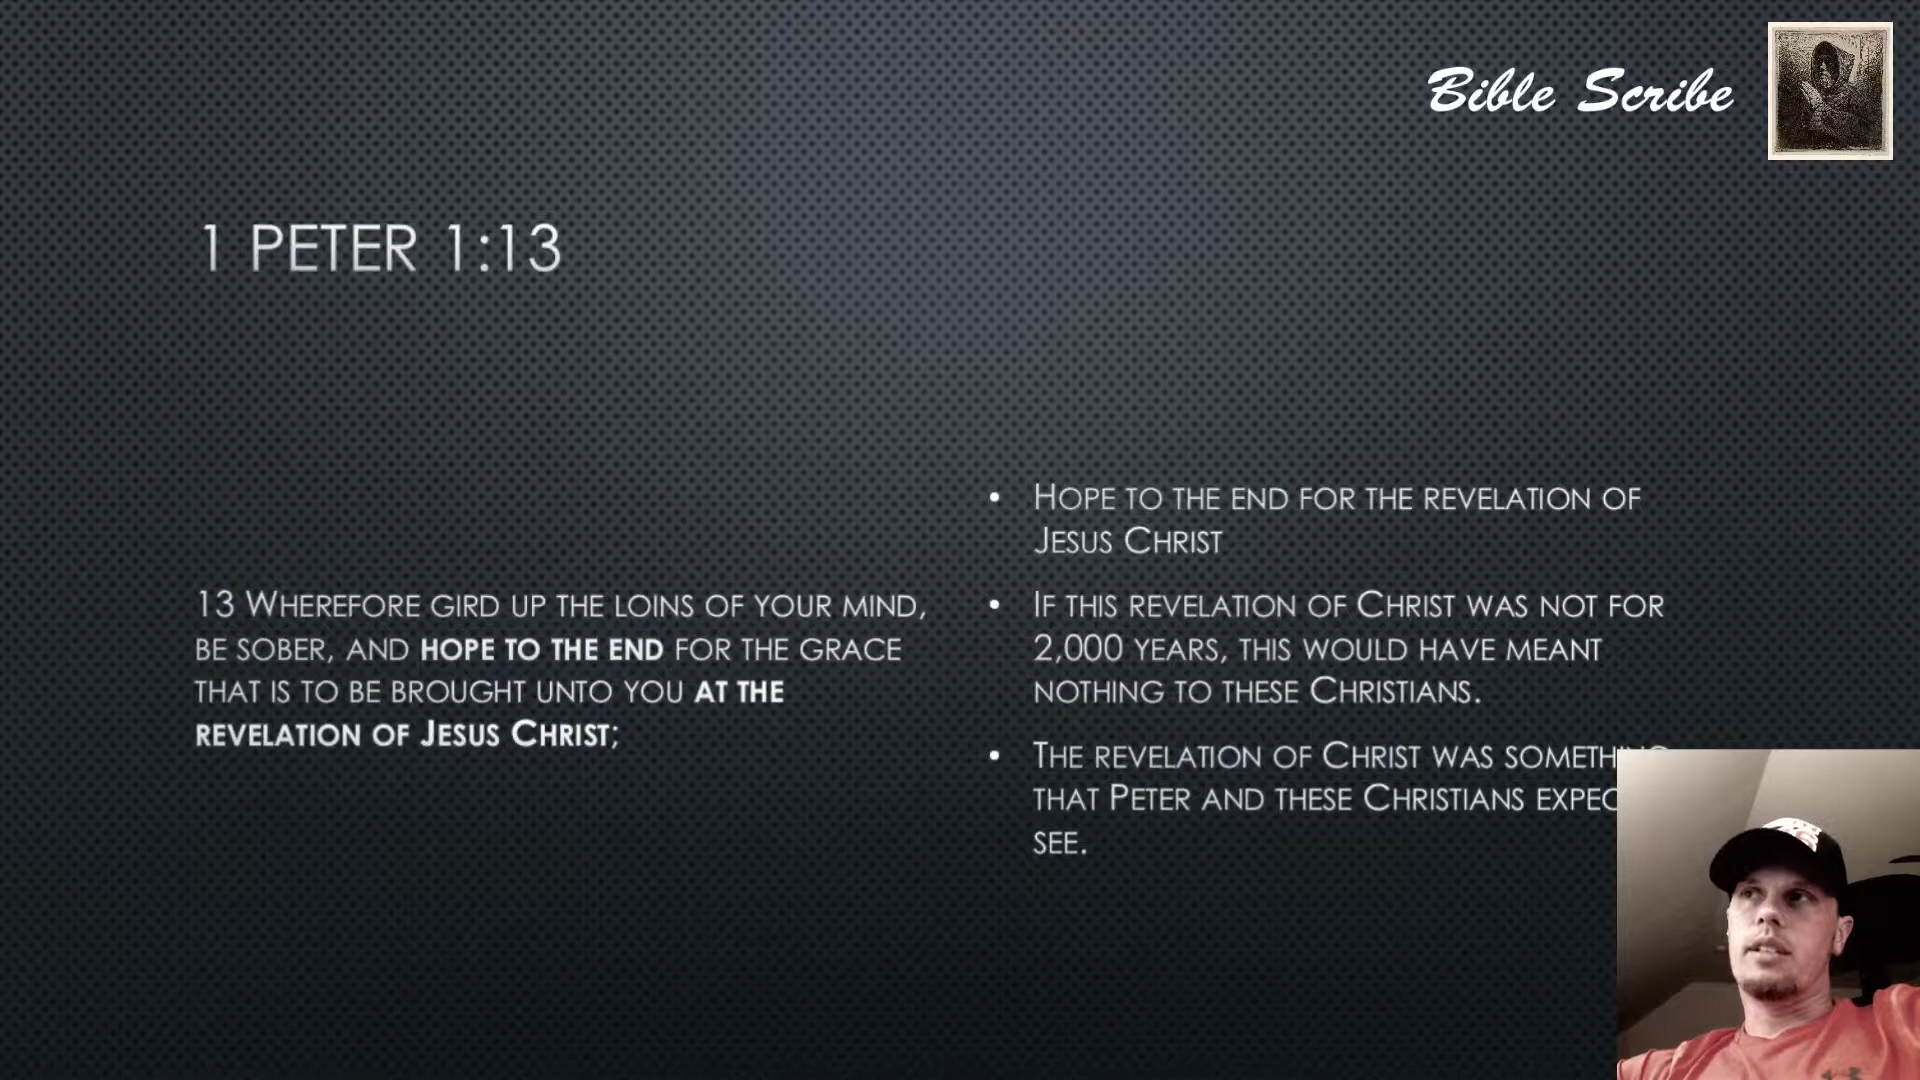 Bible Scribe
1 PETER 1:13
13 WHEREFORE GIRD UP THE LOINS OF YOUR MIND,
BE SOBER, AND HOPE TO THE END FOR THE GRACE
THAT IS TO BE BROUGHT UNTO YOU AT THE
REVELATION OF JESUS CHRIST;
• HOPE TO THE END FOR THE REVELATION OF
JESUS CHRIST
• IF THIS REVELATION OF CHRIST WAS NOT FOR
2,000 YEARS, THIS WOULD HAVE MEANT
NOTHING TO THESE CHRISTIANS.
• THE REVELATION OF CHRIST WAS
THAT PETER AND THESE CHRISTIANS
SEE.